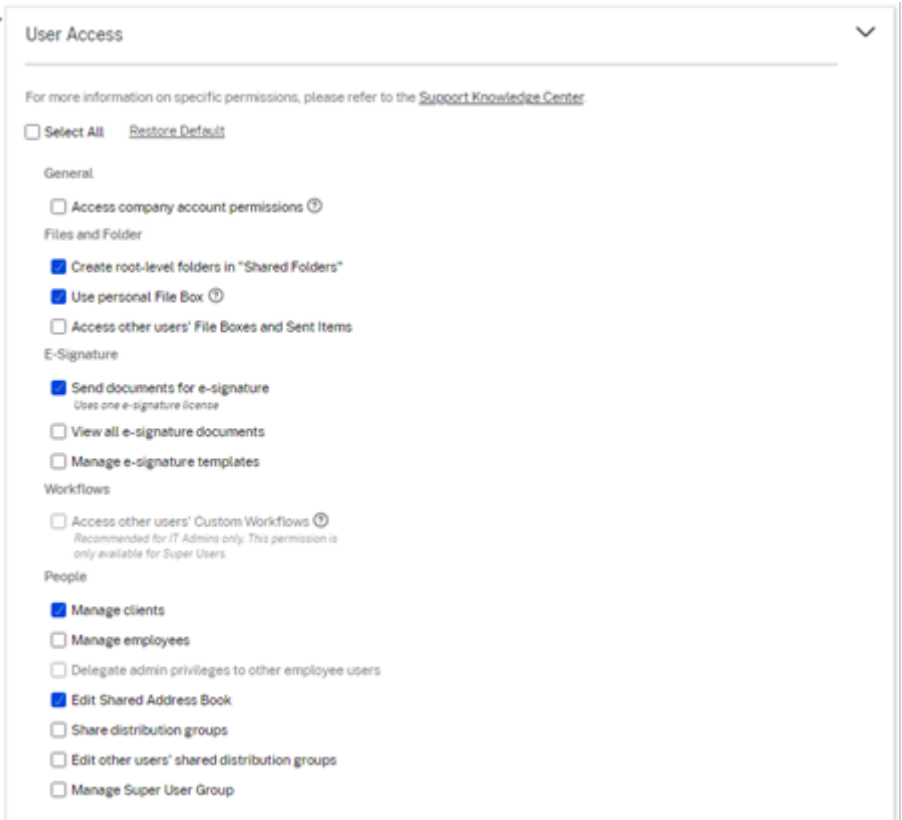 User Access
For more information on specific permissions, please refer to the Support Knowledge Center.
Select All Restore Default
General
Access company account permissions
Files and Folder
Create root-level folders in "Shared Folders"
Use personal File Box
Access other users' File Boxes and Sent Items
E-Signature
Send documents for e-signature
Uses one e-signature license
View all e-signature documents
Manage e-signature templates
Workflows
Access other users' Custom Workflows
Recommended for IT Admins only. This permission is
only available for Super Users.
People
Manage clients
Manage employees
Delegate admin privileges to other employee users
Edit Shared Address Book
Share distribution groups
Edit other users' shared distribution groups
Manage Super User Group